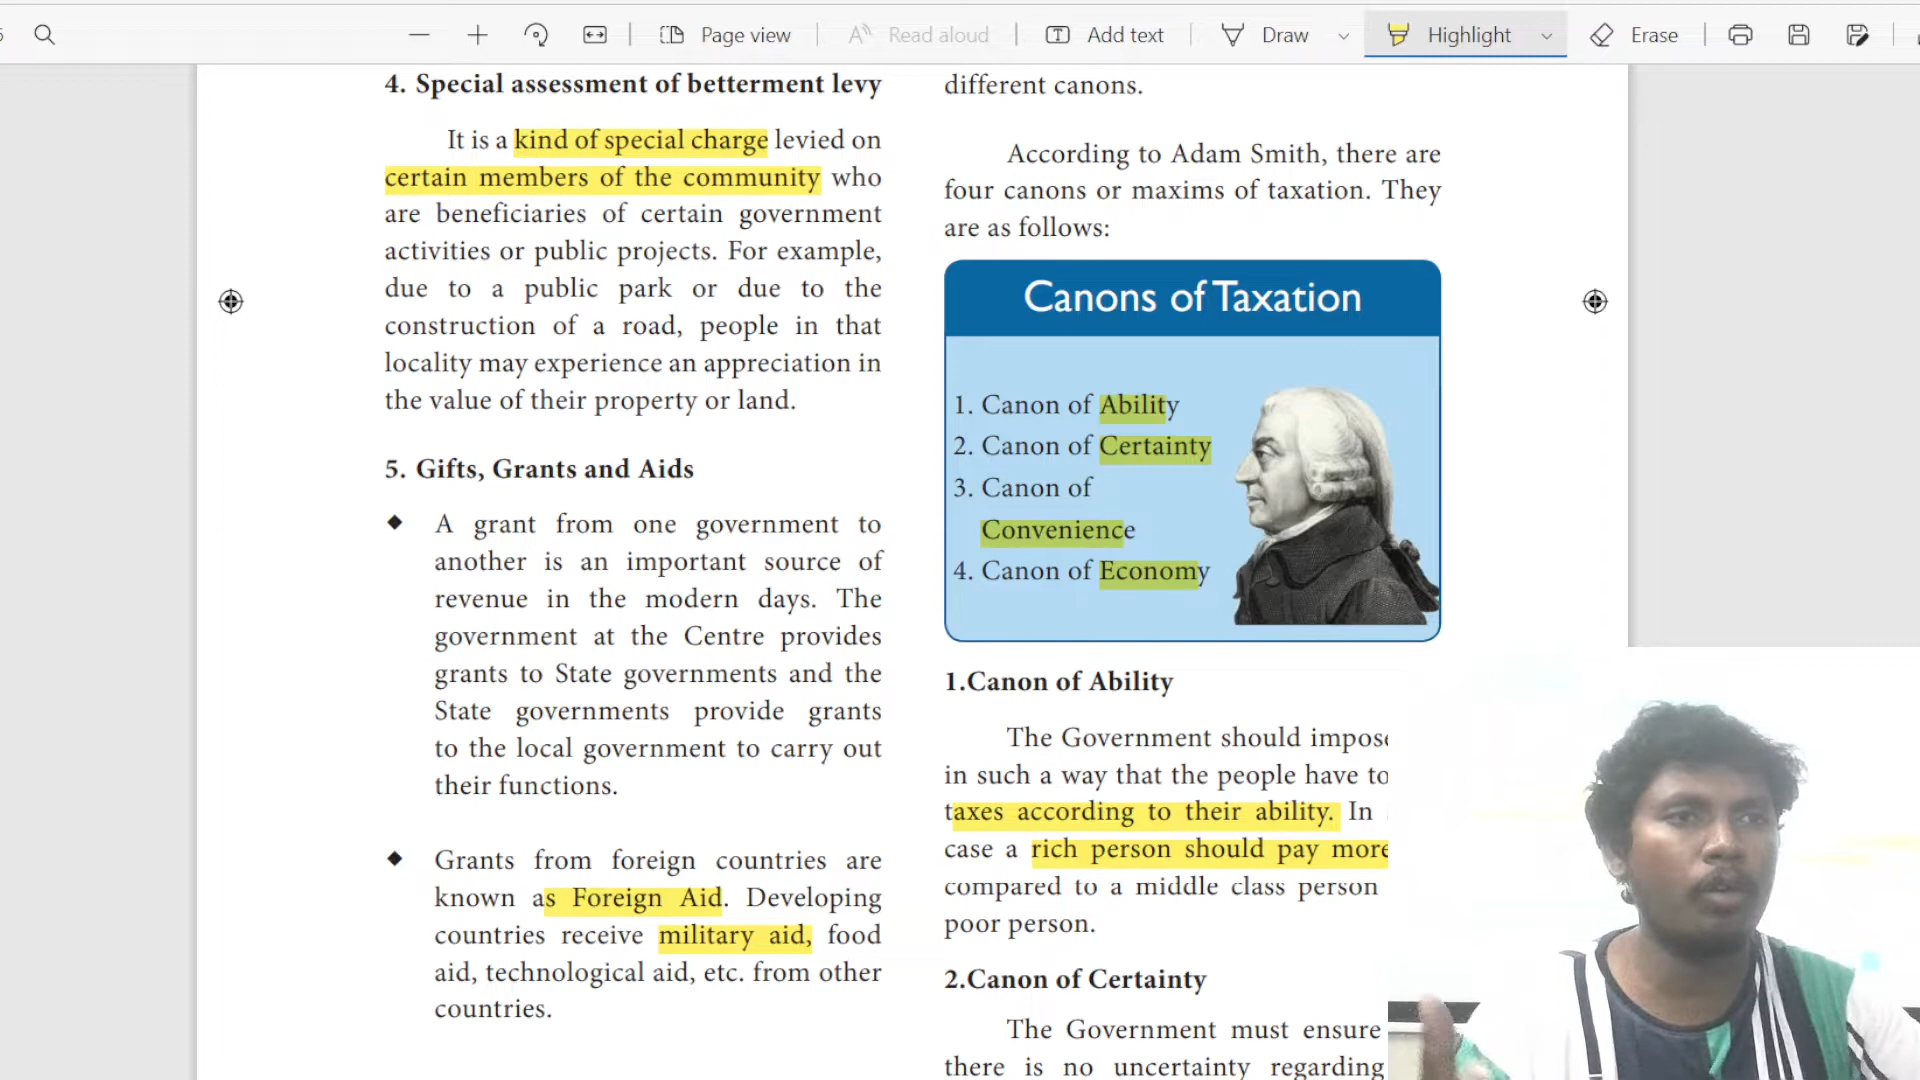 Page view
Read aloud
Add text
Draw
Highlight
Erase
4. Special assessment of betterment levy
It is a kind of special charge levied on
certain members of the community who
are beneficiaries of certain government
activities or public projects. For example,
due to a public park or due to the
construction of a road, people in that
locality may experience an appreciation in
the value of their property or land.
5. Gifts, Grants and Aids
◆ A grant from one government to
another is an important source of
revenue in the modern days. The
government at the Centre provides
grants to State governments and the
State governments provide grants
to the local government to carry out
their functions.
◆ Grants from foreign countries are
known as Foreign Aid. Developing
countries receive military aid, food
aid, technological aid, etc. from other
countries.
different canons.
According to Adam Smith, there are
four canons or maxims of taxation. They
are as follows:
Canons of Taxation
1. Canon of Ability
2. Canon of Certainty
3. Canon of
Convenience
4. Canon of Economy
1.Canon of Ability
The Government should impose
in such a way that the people have to
taxes according to their ability. In
case a rich person should pay more
compared to a middle class person
poor person.
2.Canon of Certainty
The Government must ensure
there is no uncertainty regarding